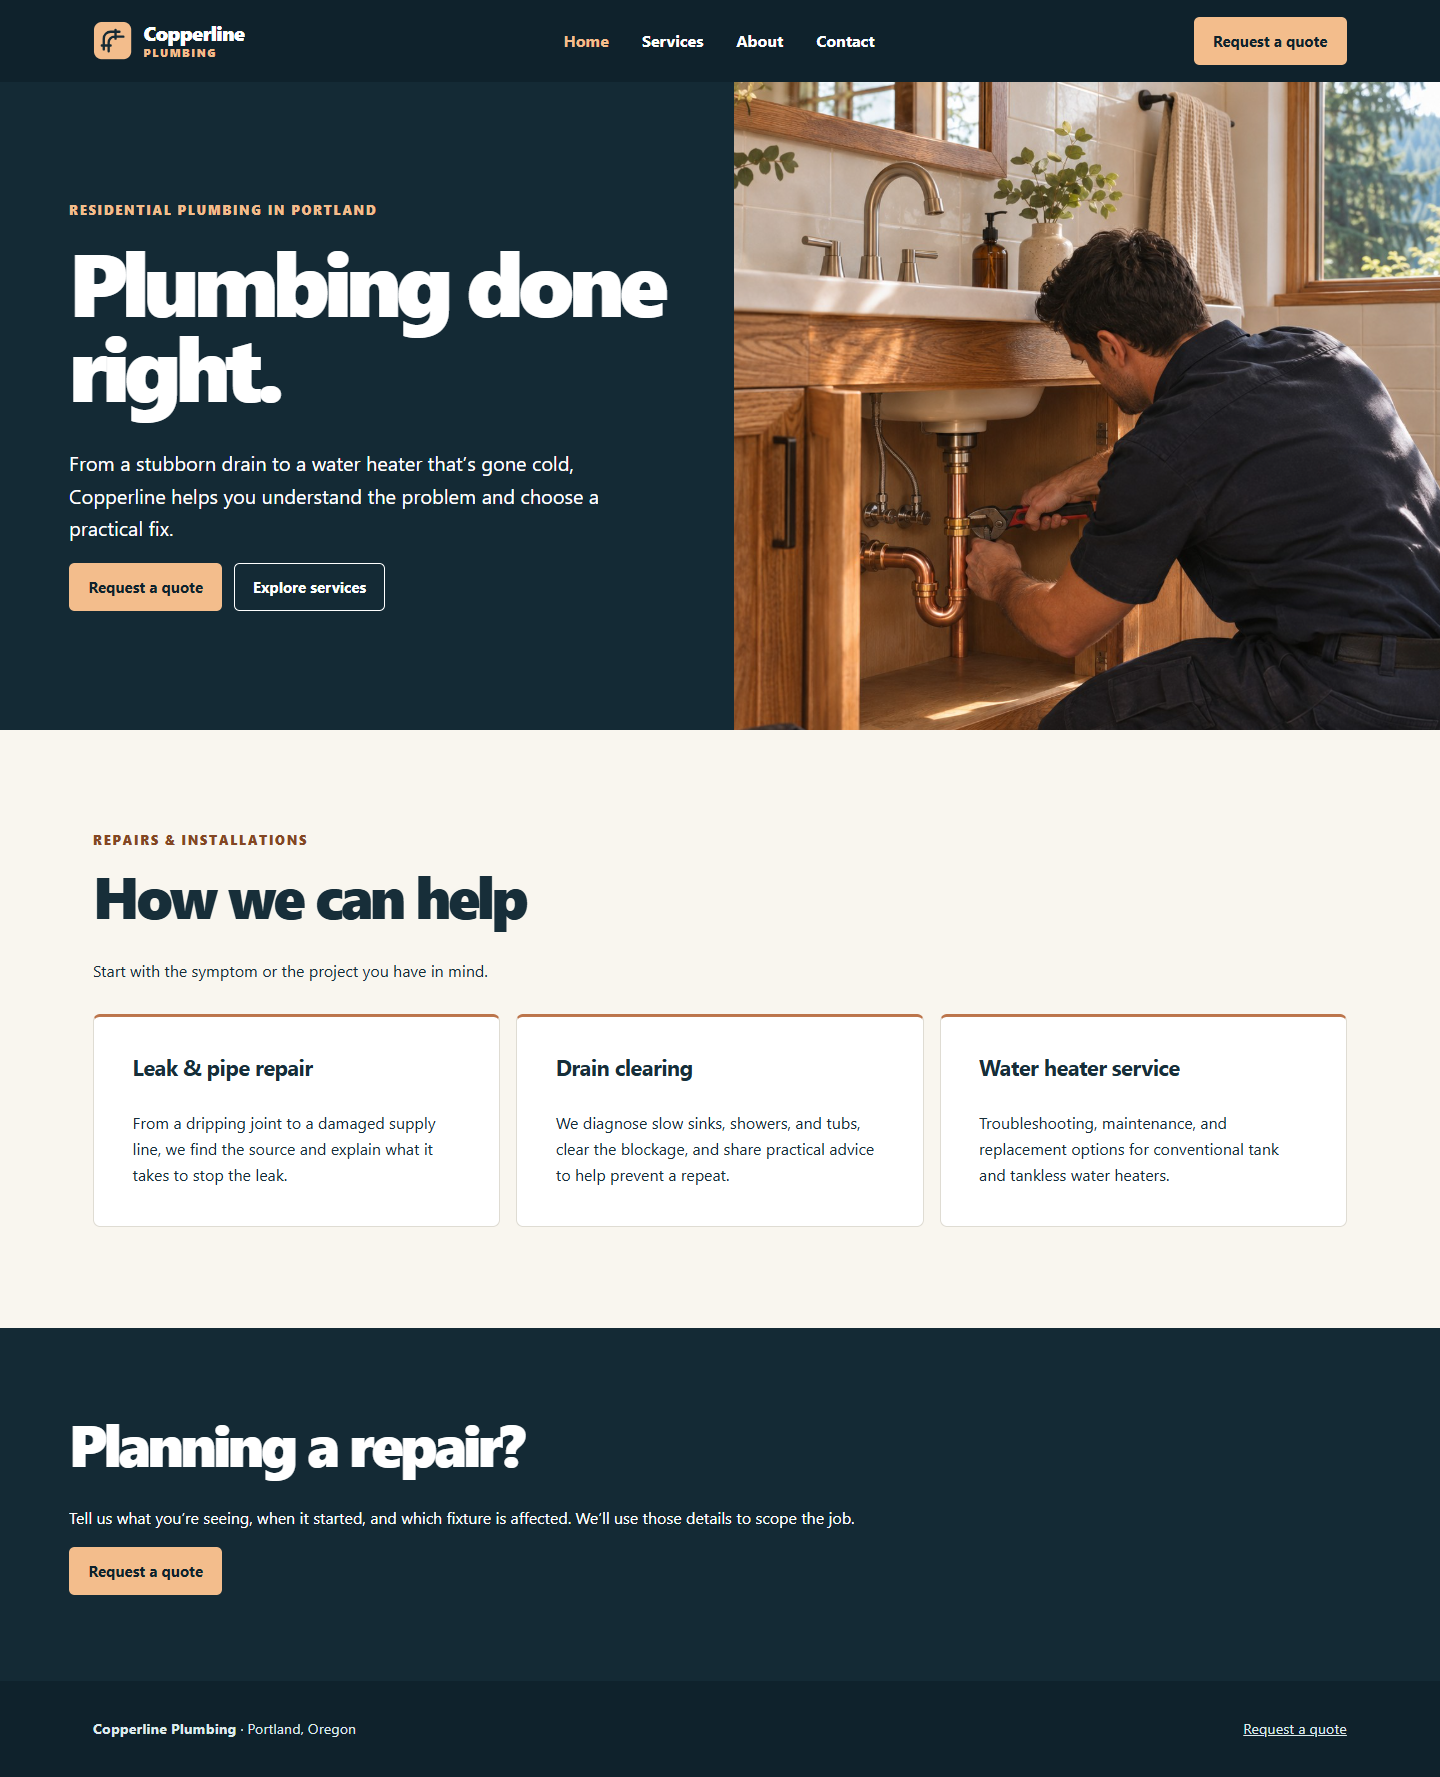 Copperline
PLUMBING
Home
Services
About
Contact
Request a quote
RESIDENTIAL PLUMBING IN PORTLAND
Plumbing done
right.
From a stubborn drain to a water heater that’s gone cold,
Copperline helps you understand the problem and choose a
practical fix.
Request a quote
Explore services
REPAIRS & INSTALLATIONS
How we can help
Start with the symptom or the project you have in mind.
Leak & pipe repair
From a dripping joint to a damaged supply
line, we find the source and explain what it
takes to stop the leak.
Drain clearing
We diagnose slow sinks, showers, and tubs,
clear the blockage, and share practical advice
to help prevent a repeat.
Water heater service
Troubleshooting, maintenance, and
replacement options for conventional tank
and tankless water heaters.
Planning a repair?
Tell us what you’re seeing, when it started, and which fixture is affected. We’ll use those details to scope the job.
Request a quote
Copperline Plumbing · Portland, Oregon
Request a quote